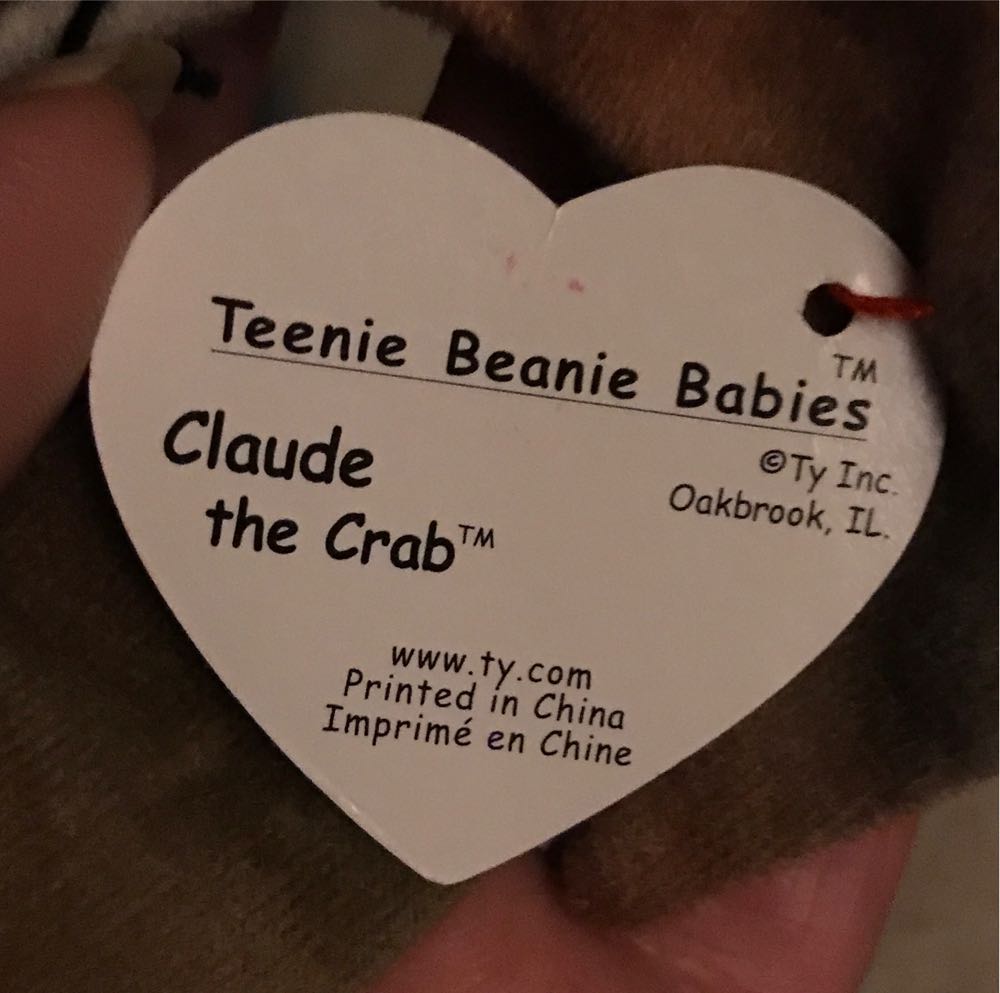 Teenie Beanie Babies™
Claude
the Crab™
©Ty Inc.
Oakbrook, IL.
www.ty.com
Printed in China
Imprimé en Chine